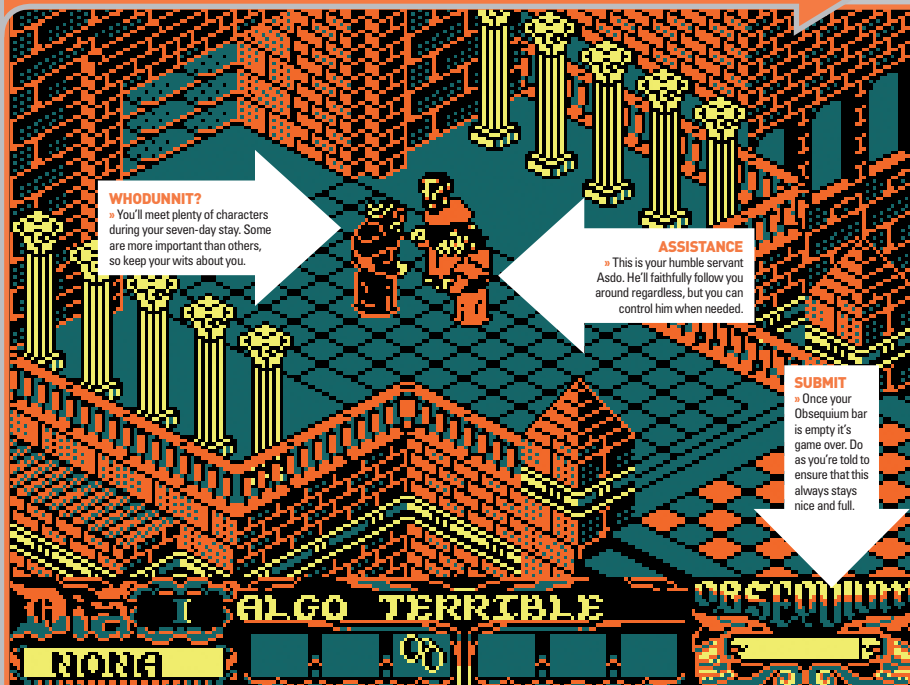 WHODUNNIT?
» You'll meet plenty of characters
during your seven-day stay. Some
are more important than others,
so keep your wits about you.
ASSISTANCE
» This is your humble servant
Asdo. He'll faithfully follow you
around regardless, but you can
control him when needed.
SUBMIT
» Once your
Obsequium bar
is empty it's
game over. Do
as you're told to
ensure that this
always stays
nice and full.
Dia I ALGO TERRIBLE OBSEQUIUM
NONA